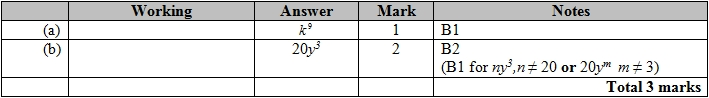 Working Answer Mark Notes
(a) k⁹ 1 B1
(b) 20y³ 2 B2
(B1 for ny³,n ≠ 20 or 20yᵐ m ≠ 3)
Total 3 marks